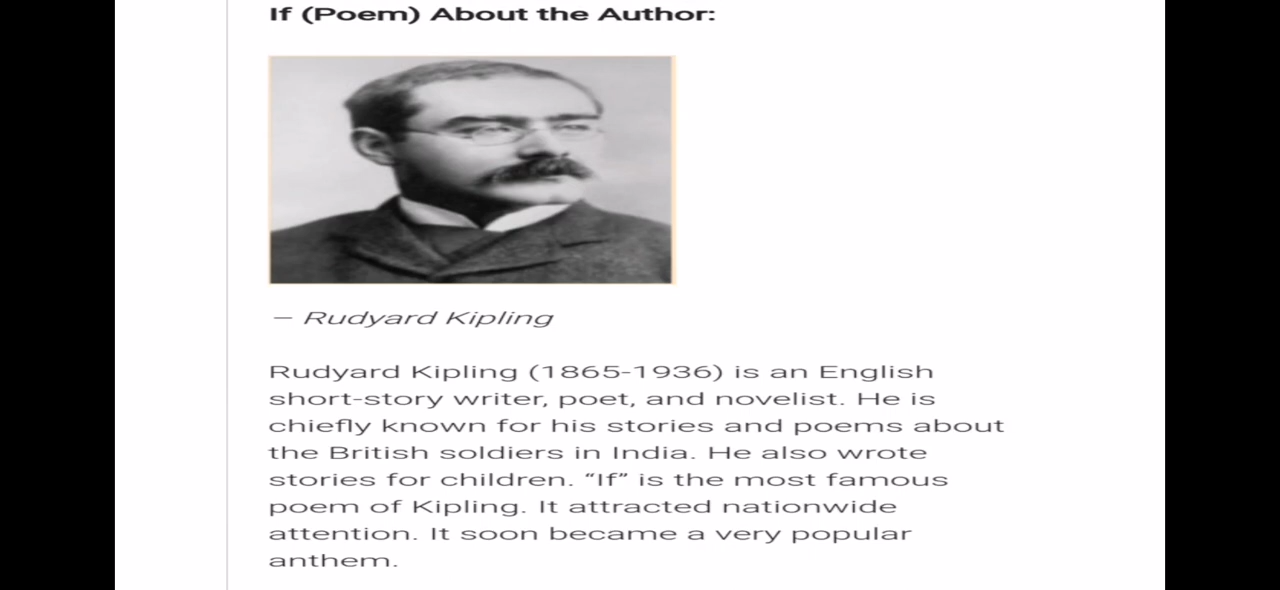 If (Poem) About the Author:
– Rudyard Kipling
Rudyard Kipling (1865-1936) is an English
short-story writer, poet, and novelist. He is
chiefly known for his stories and poems about
the British soldiers in India. He also wrote
stories for children. “If” is the most famous
poem of Kipling. It attracted nationwide
attention. It soon became a very popular
anthem.